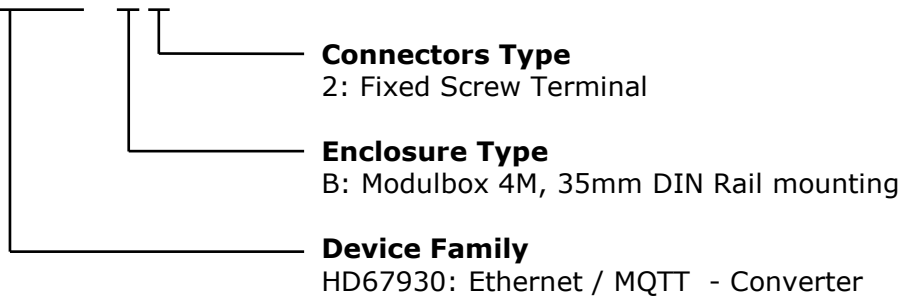 Connectors Type
2: Fixed Screw Terminal
Enclosure Type
B: Modulbox 4M, 35mm DIN Rail mounting
Device Family
HD67930: Ethernet / MQTT - Converter